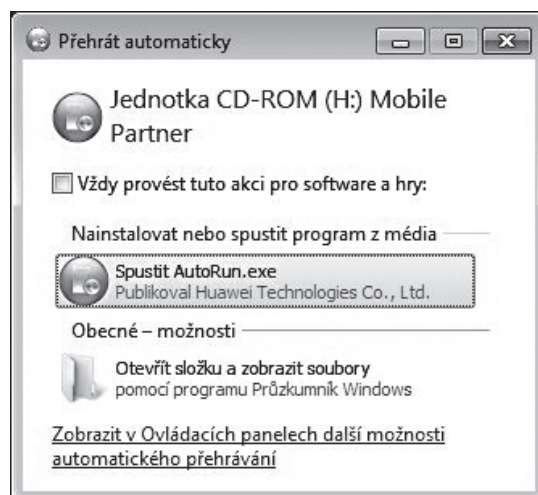 Přehrát automaticky
Jednotka CD-ROM (H:) Mobile
Partner
Vždy provést tuto akci pro software a hry:
Nainstalovat nebo spustit program z média
Spustit AutoRun.exe
Publikoval Huawei Technologies Co., Ltd.
Obecné – možnosti
Otevřít složku a zobrazit soubory
pomocí programu Průzkumník Windows
Zobrazit v Ovládacích panelech další možnosti
automatického přehrávání